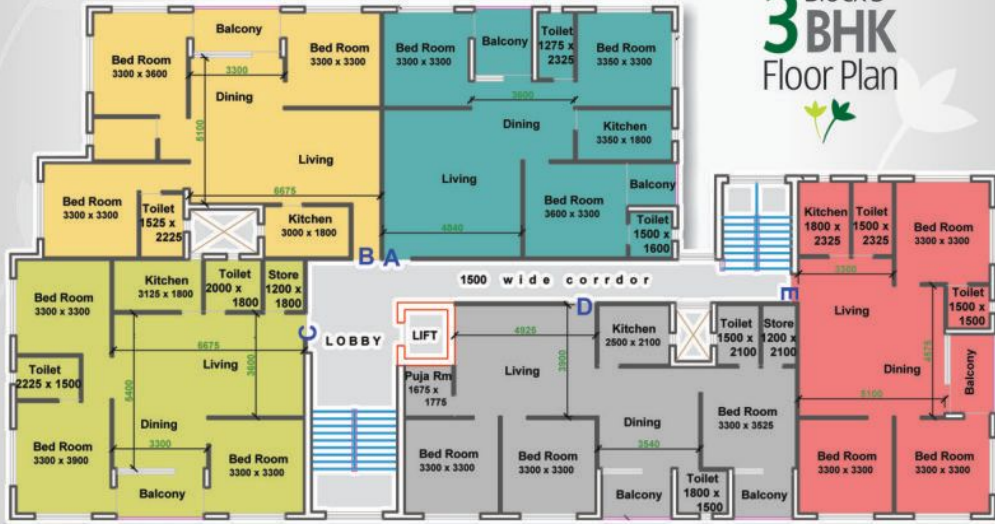 3 BHK
Floor Plan
Bed Room
3300 x 3600
Balcony
3300
Bed Room
3300 x 3300
Dining
5100
Living
6675
Bed Room
3300 x 3300
Toilet
1525 x
2225
Kitchen
3000 x 1800
B
Bed Room
3300 x 3300
Balcony
Toilet
1275 x
2325
Bed Room
3350 x 3300
3600
Dining
Kitchen
3350 x 1800
Living
4840
Bed Room
3600 x 3300
Balcony
Toilet
1500 x
1600
A
1500 wide corrdor
Kitchen
1800 x
2325
Toilet
1500 x
2325
Bed Room
3300 x 3300
3300
E
Living
Toilet
1500 x
1500
Dining
4575
Balcony
5100
Bed Room
3300 x 3300
Bed Room
3300 x 3300
Bed Room
3300 x 3300
Kitchen
3125 x 1800
Toilet
2000 x
1800
Store
1200 x
1800
C
6675
Living
3600
Toilet
2225 x 1500
5400
Dining
3300
Bed Room
3300 x 3900
Bed Room
3300 x 3300
Balcony
LOBBY
LIFT
D
4925
Kitchen
2500 x 2100
Toilet
1500 x
2100
Store
1200 x
2100
Puja Rm
1675 x
1775
Living
3900
Dining
3540
Bed Room
3300 x 3525
Bed Room
3300 x 3300
Bed Room
3300 x 3300
Balcony
Toilet
1800 x
1500
Balcony